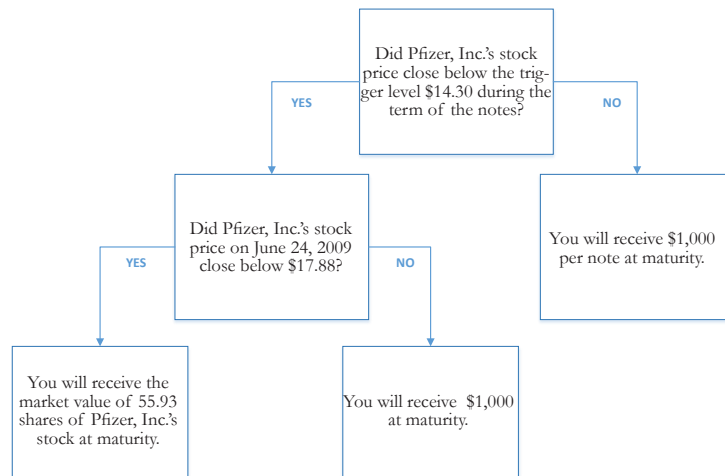 Did Pfizer, Inc.'s stock
price close below the trig-
ger level $14.30 during the
term of the notes?
YES
NO
Did Pfizer, Inc.'s stock
price on June 24, 2009
close below $17.88?
You will receive $1,000
per note at maturity.
YES
NO
You will receive the
market value of 55.93
shares of Pfizer, Inc.'s
stock at maturity.
You will receive $1,000
at maturity.